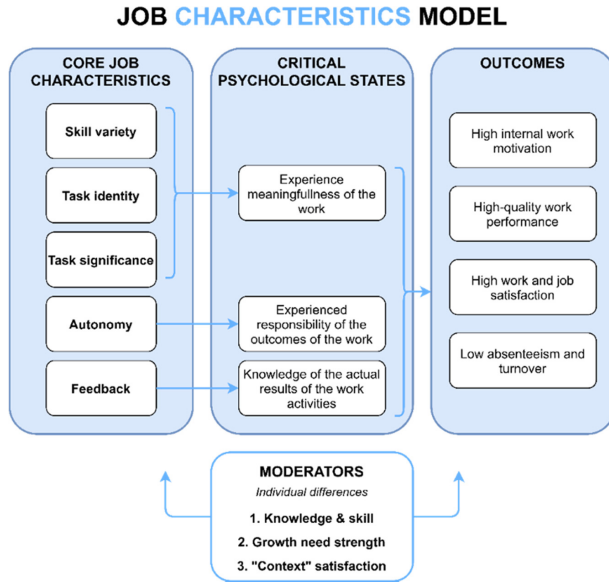 JOB CHARACTERISTICS MODEL
CORE JOB
CHARACTERISTICS
Skill variety
Task identity
Task significance
Autonomy
Feedback
CRITICAL
PSYCHOLOGICAL STATES
Experience
meaningfullness of the
work
Experienced
responsibility of the
outcomes of the work
Knowledge of the actual
results of the work
activities
OUTCOMES
High internal work
motivation
High-quality work
performance
High work and job
satisfaction
Low absenteeism and
turnover
MODERATORS
Individual differences
1. Knowledge & skill
2. Growth need strength
3. "Context" satisfaction